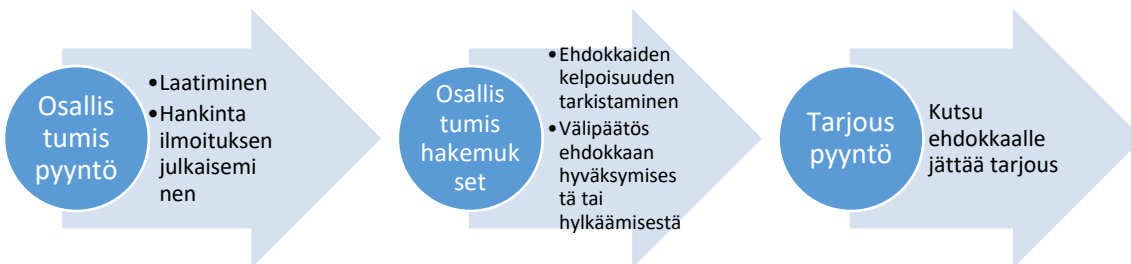 Osallis
tumis
pyyntö
•Laatiminen
•Hankinta
ilmoituksen
julkaisemi
nen
Osallis
tumis
hakemuk
set
•Ehdokkaiden
kelpoisuuden
tarkistaminen
•Välipäätös
ehdokkaan
hyväksymises
tä tai
hylkäämisestä
Tarjous
pyyntö
Kutsu
ehdokkaalle
jättää tarjous